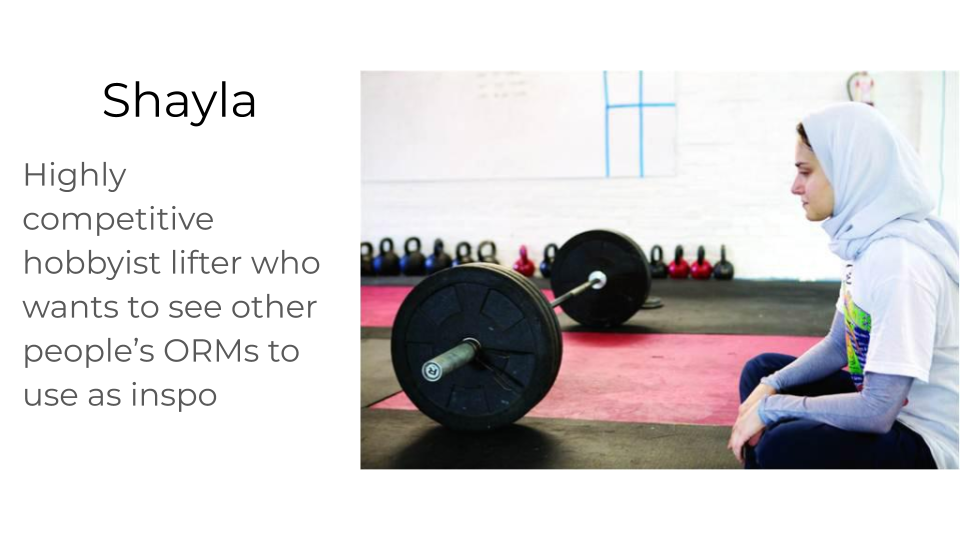 Shayla
Highly
competitive
hobbyist lifter who
wants to see other
people’s ORMs to
use as inspo